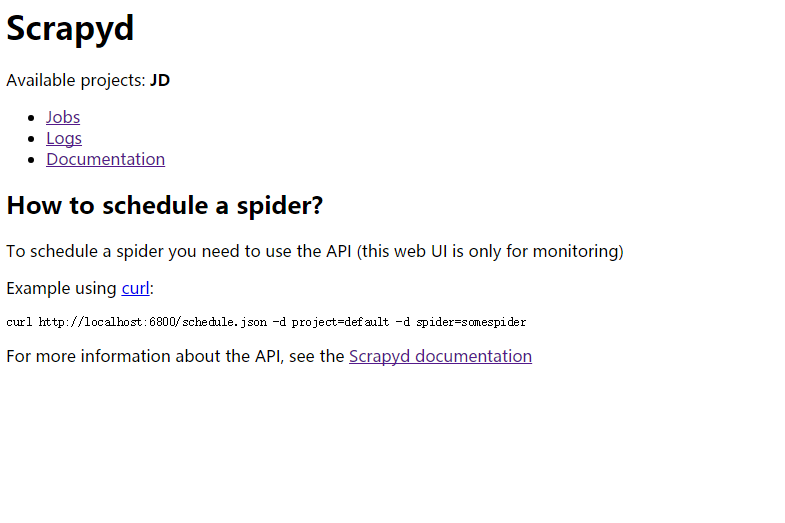 Scrapyd
Available projects: JD
Jobs
Logs
Documentation
How to schedule a spider?
To schedule a spider you need to use the API (this web UI is only for monitoring)
Example using curl:
curl http://localhost:6800/schedule.json -d project=default -d spider=somespider
For more information about the API, see the Scrapyd documentation